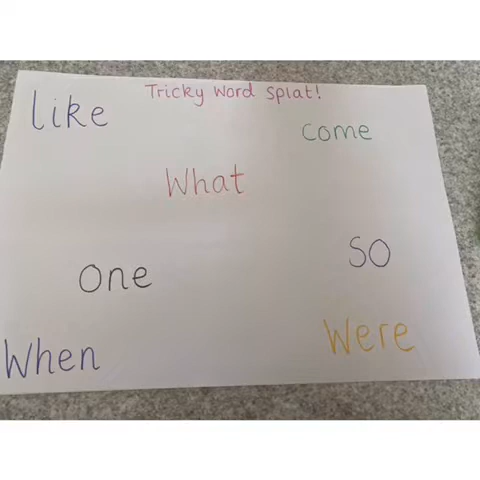 Tricky word splat!
like
come
What
one
so
When
Were